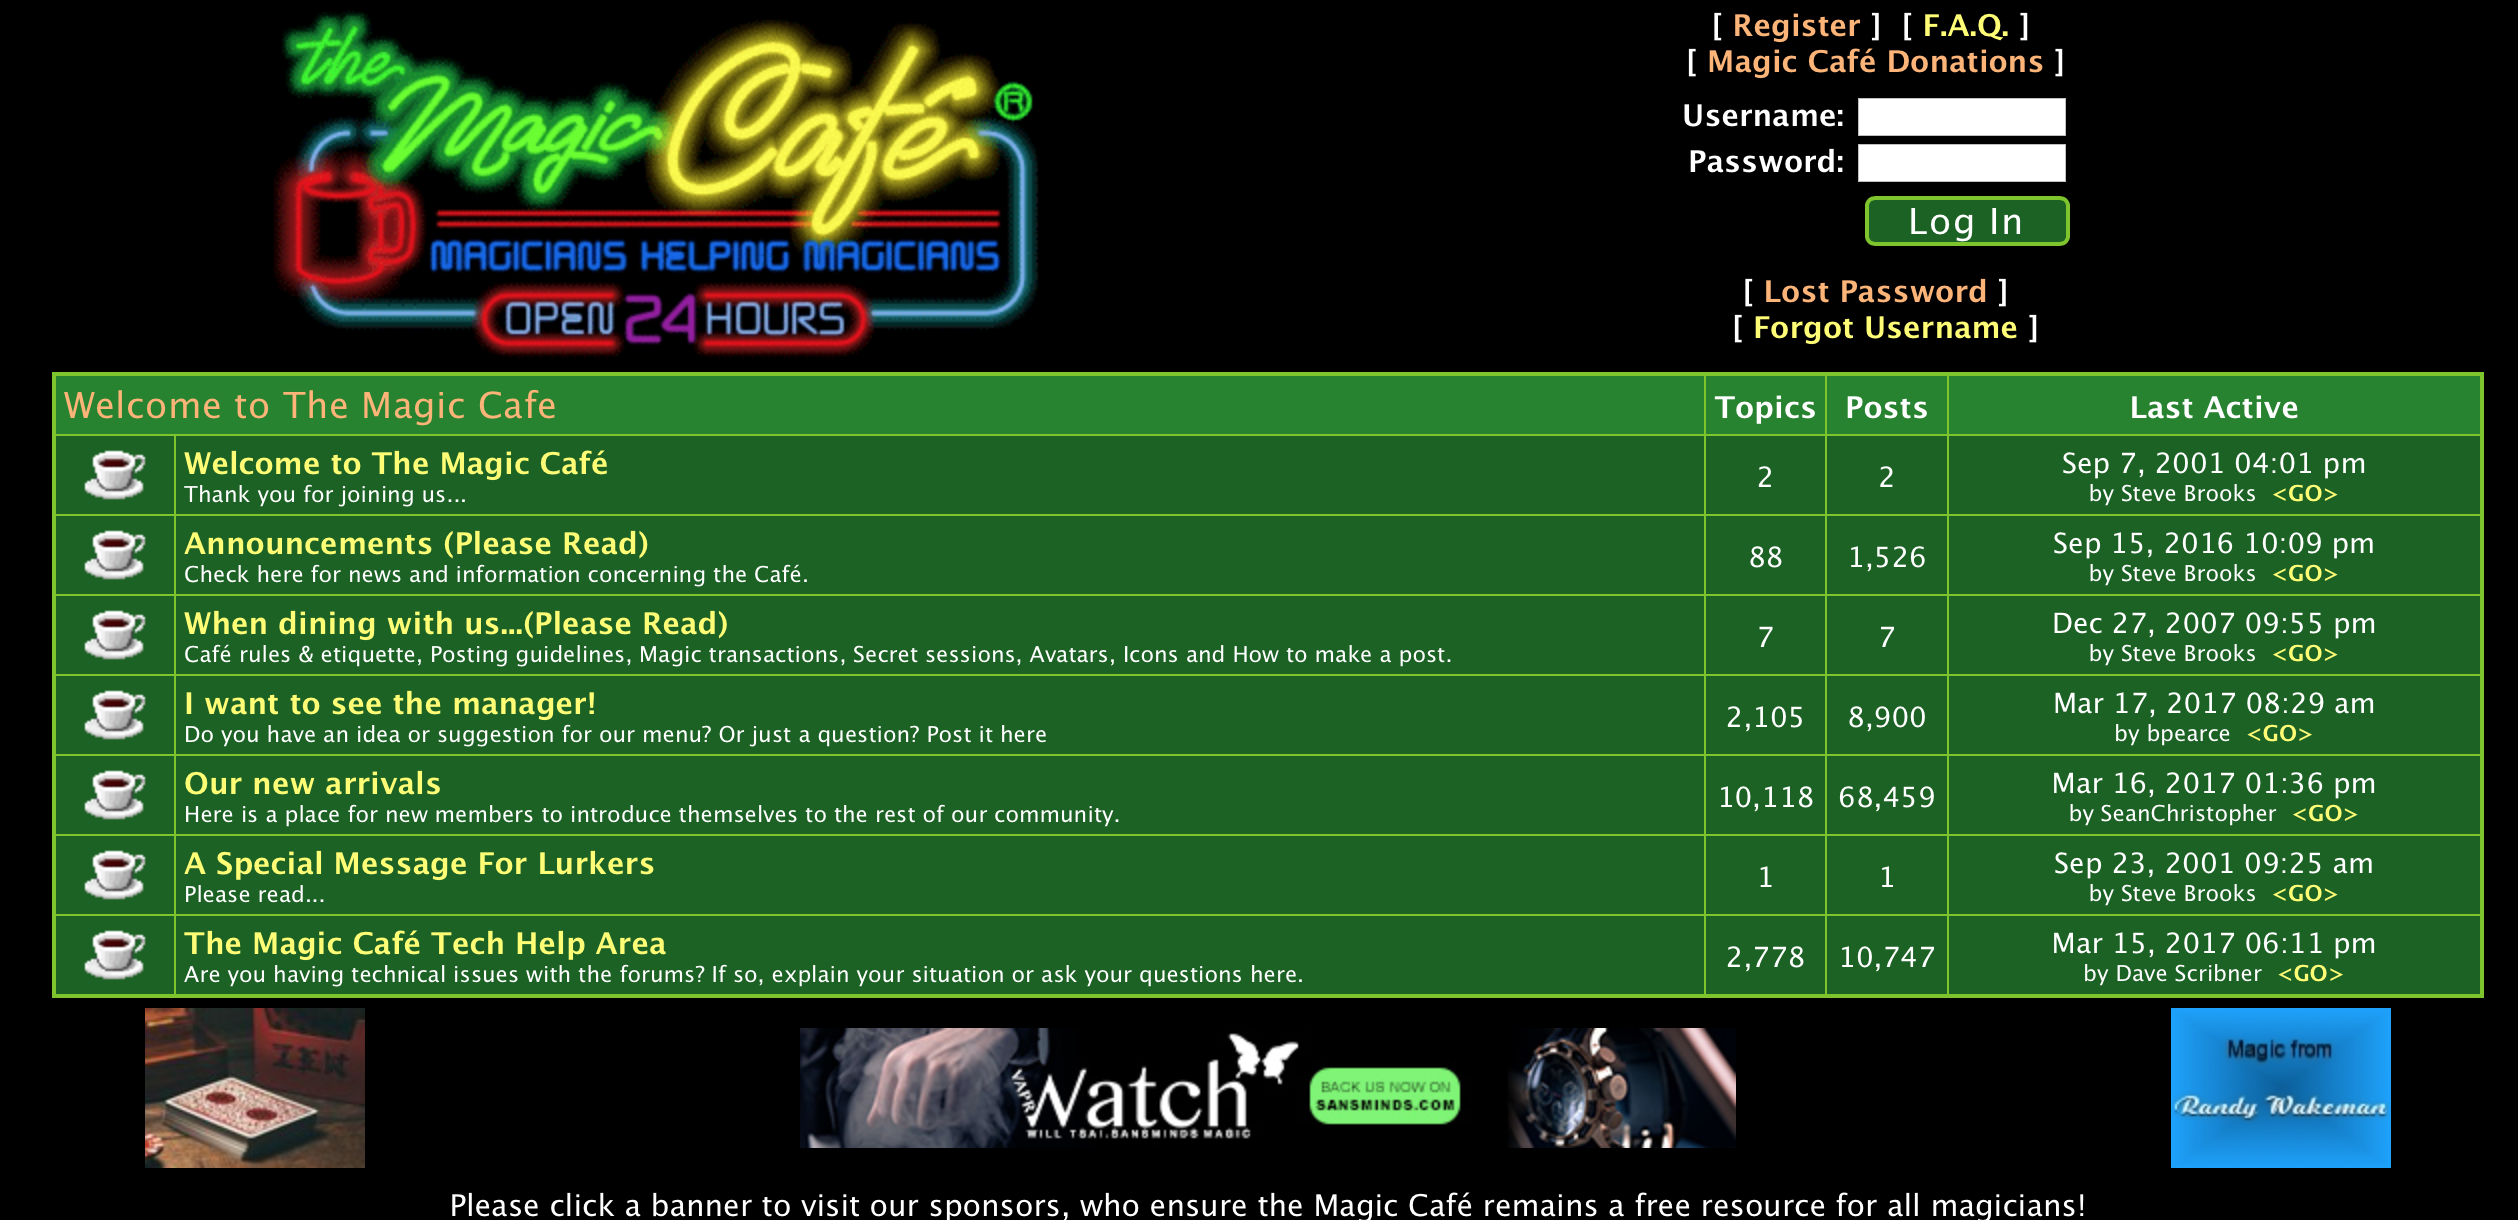 the Magic Café ®
MAGICIANS HELPING MAGICIANS
OPEN 24 HOURS
[ Register ] [ F.A.Q. ]
[ Magic Café Donations ]
Username:
Password:
Log In
[ Lost Password ]
[ Forgot Username ]
Welcome to The Magic Cafe Topics Posts Last Active
Welcome to The Magic Café
Thank you for joining us...
2 2
Sep 7, 2001 04:01 pm
by Steve Brooks <GO>
Announcements (Please Read)
Check here for news and information concerning the Café.
88 1,526
Sep 15, 2016 10:09 pm
by Steve Brooks <GO>
When dining with us...(Please Read)
Café rules & etiquette, Posting guidelines, Magic transactions, Secret sessions, Avatars, Icons and How to make a post.
7 7
Dec 27, 2007 09:55 pm
by Steve Brooks <GO>
I want to see the manager!
Do you have an idea or suggestion for our menu? Or just a question? Post it here
2,105 8,900
Mar 17, 2017 08:29 am
by bpearce <GO>
Our new arrivals
Here is a place for new members to introduce themselves to the rest of our community.
10,118 68,459
Mar 16, 2017 01:36 pm
by SeanChristopher <GO>
A Special Message For Lurkers
Please read...
1 1
Sep 23, 2001 09:25 am
by Steve Brooks <GO>
The Magic Café Tech Help Area
Are you having technical issues with the forums? If so, explain your situation or ask your questions here.
2,778 10,747
Mar 15, 2017 06:11 pm
by Dave Scribner <GO>
VAPR Watch
WILL TSAI.SANSMINDS MAGIC
BACK US NOW ON
SANSMINDS.COM
Magic from
Randy Wakeman
Please click a banner to visit our sponsors, who ensure the Magic Café remains a free resource for all magicians!